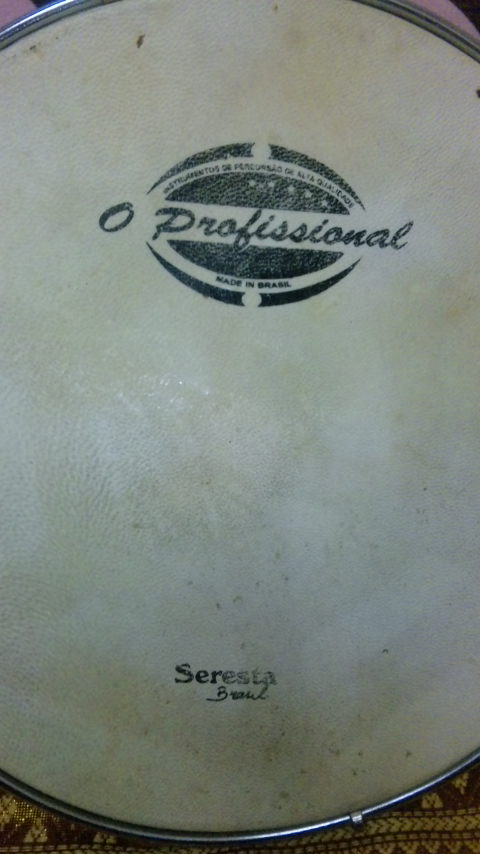 INSTRUMENTOS DE PERCUSSÃO DE ALTA QUALIDADE
O Profissional
MADE IN BRASIL
Seresta
Brasil